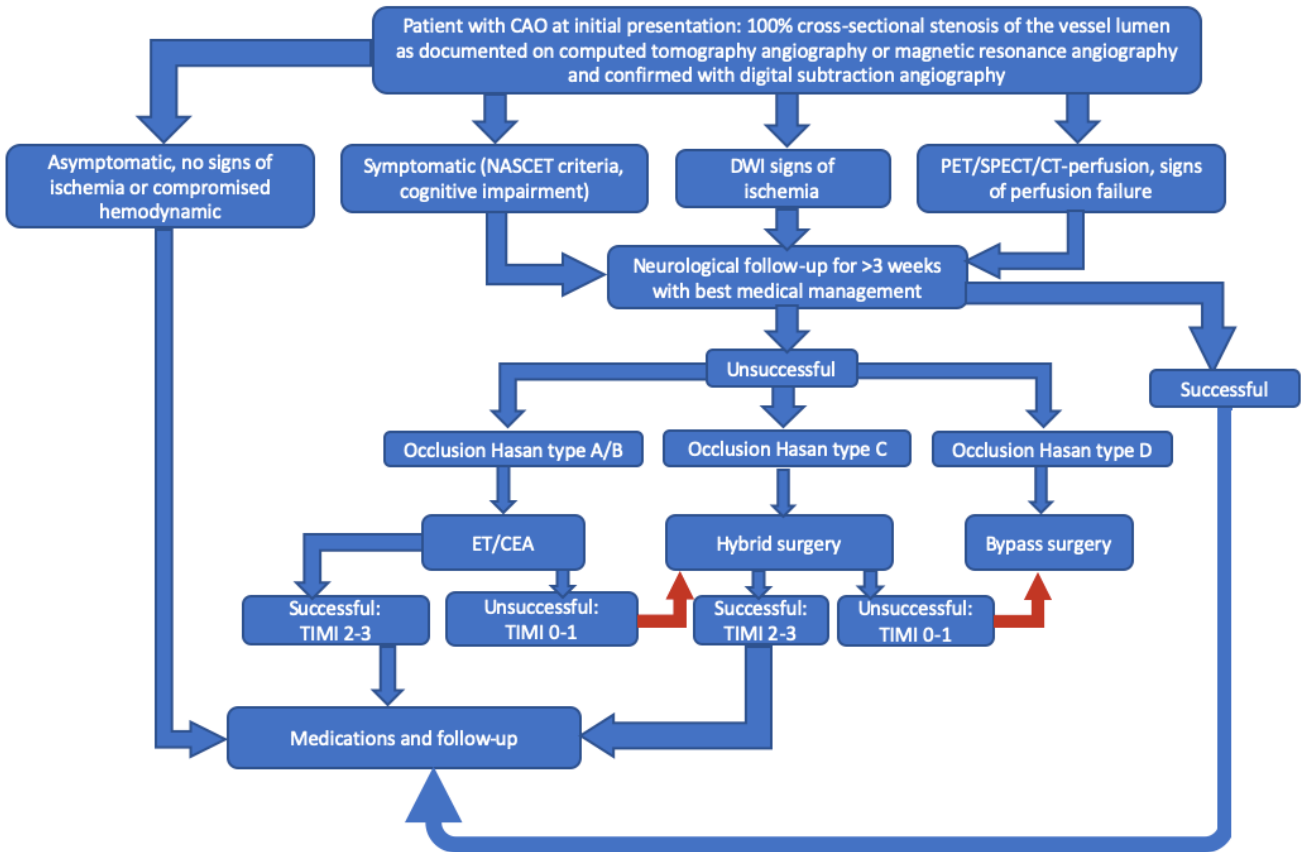 Patient with CAO at initial presentation: 100% cross-sectional stenosis of the vessel lumen
as documented on computed tomography angiography or magnetic resonance angiography
and confirmed with digital subtraction angiography
Asymptomatic, no signs of
ischemia or compromised
hemodynamic
Symptomatic (NASCET criteria,
cognitive impairment)
DWI signs of
ischemia
PET/SPECT/CT-perfusion, signs
of perfusion failure
Neurological follow-up for >3 weeks
with best medical management
Unsuccessful
Successful
Occlusion Hasan type A/B
Occlusion Hasan type C
Occlusion Hasan type D
ET/CEA
Hybrid surgery
Bypass surgery
Successful:
TIMI 2-3
Unsuccessful:
TIMI 0-1
Successful:
TIMI 2-3
Unsuccessful:
TIMI 0-1
Medications and follow-up